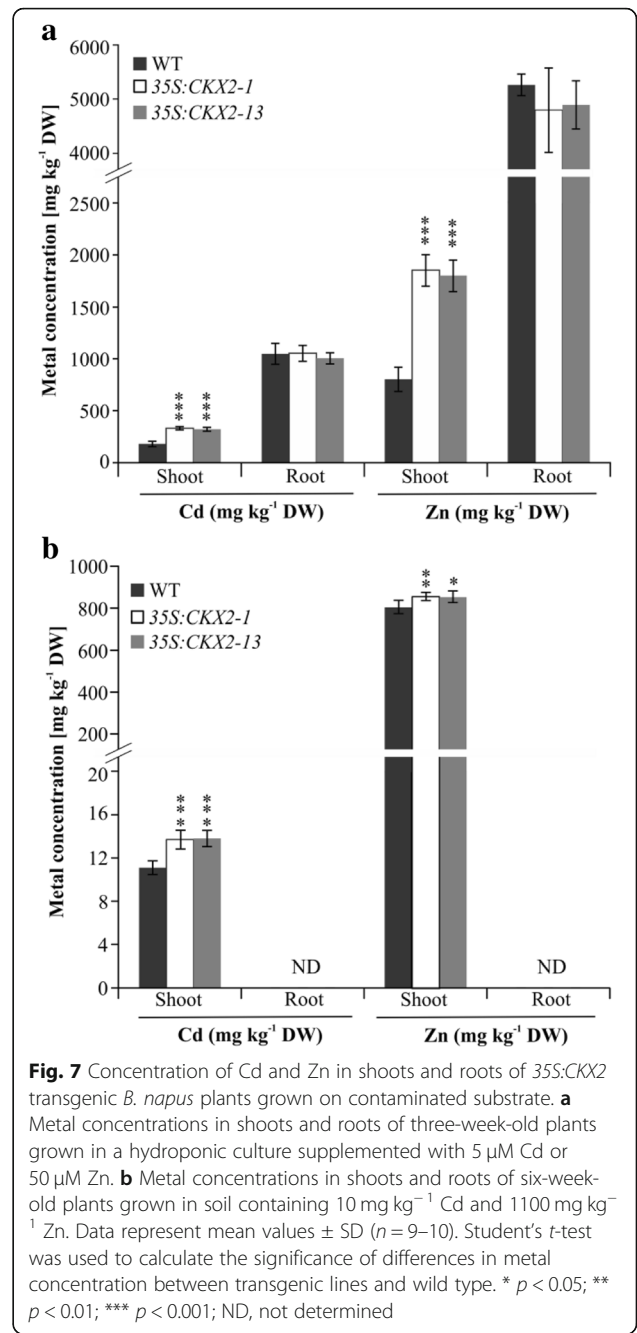 a
6000
5000
4000
2500
2000
1500
1000
500
0
Metal concentration [mg kg⁻¹ DW]
WT
35S:CKX2-1
35S:CKX2-13
***
***
***
***
Shoot Root Shoot Root
Cd (mg kg⁻¹ DW) Zn (mg kg⁻¹ DW)
b
1000
800
600
400
200
20
16
12
8
4
0
Metal concentration [mg kg⁻¹ DW]
WT
35S:CKX2-1
35S:CKX2-13
***
***
**
*
ND ND
Shoot Root Shoot Root
Cd (mg kg⁻¹ DW) Zn (mg kg⁻¹ DW)
Fig. 7 Concentration of Cd and Zn in shoots and roots of 35S:CKX2
transgenic B. napus plants grown on contaminated substrate. a
Metal concentrations in shoots and roots of three-week-old plants
grown in a hydroponic culture supplemented with 5 μM Cd or
50 μM Zn. b Metal concentrations in shoots and roots of six-week-
old plants grown in soil containing 10 mg kg⁻¹ Cd and 1100 mg kg⁻
¹ Zn. Data represent mean values ± SD (n = 9–10). Student's t-test
was used to calculate the significance of differences in metal
concentration between transgenic lines and wild type. * p < 0.05; **
p < 0.01; *** p < 0.001; ND, not determined